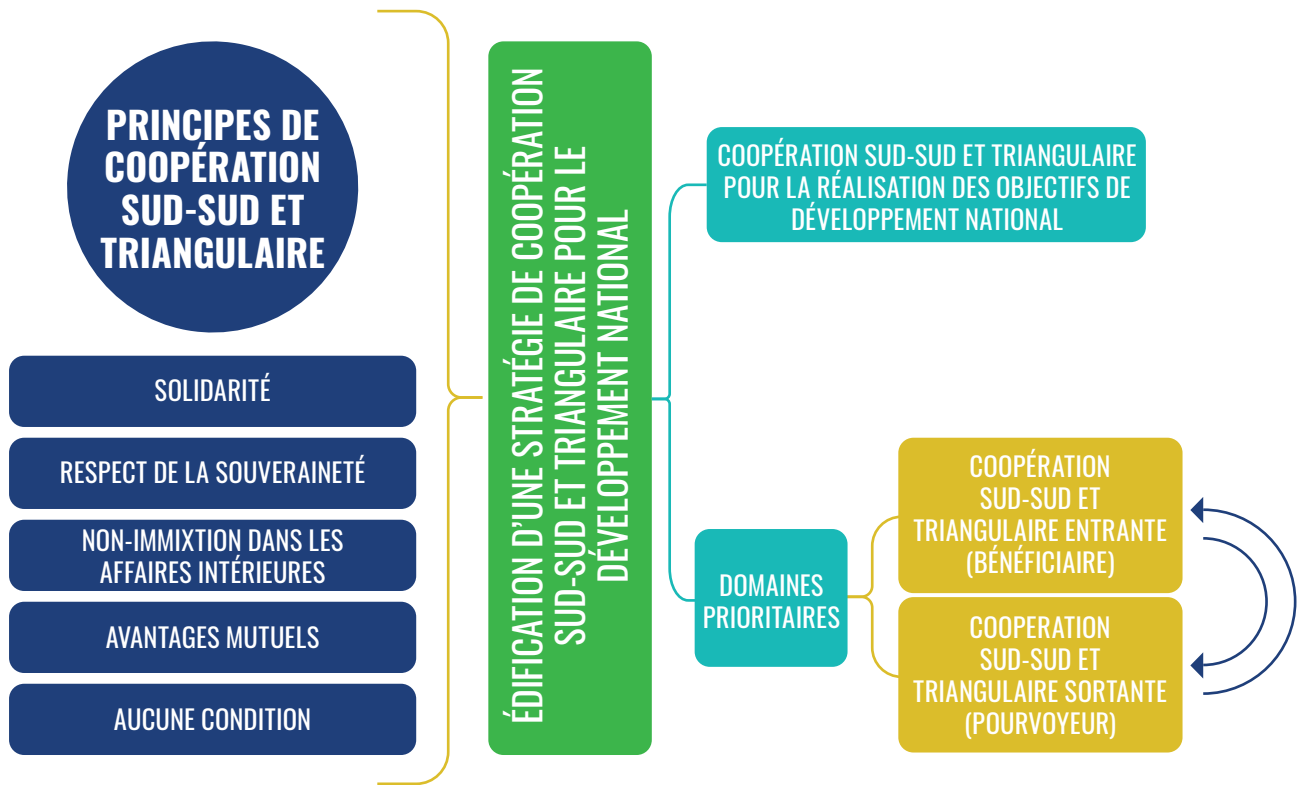 PRINCIPES DE
COOPÉRATION
SUD-SUD ET
TRIANGULAIRE
SOLIDARITÉ
RESPECT DE LA SOUVERAINETÉ
NON-IMMIXTION DANS LES
AFFAIRES INTÉRIEURES
AVANTAGES MUTUELS
AUCUNE CONDITION
ÉDIFICATION D'UNE STRATÉGIE DE COOPÉRATION
SUD-SUD ET TRIANGULAIRE POUR LE
DÉVELOPPEMENT NATIONAL
COOPÉRATION SUD-SUD ET TRIANGULAIRE
POUR LA RÉALISATION DES OBJECTIFS DE
DÉVELOPPEMENT NATIONAL
DOMAINES
PRIORITAIRES
COOPÉRATION
SUD-SUD ET
TRIANGULAIRE ENTRANTE
(BÉNÉFICIAIRE)
COOPERATION
SUD-SUD ET
TRIANGULAIRE SORTANTE
(POURVOYEUR)